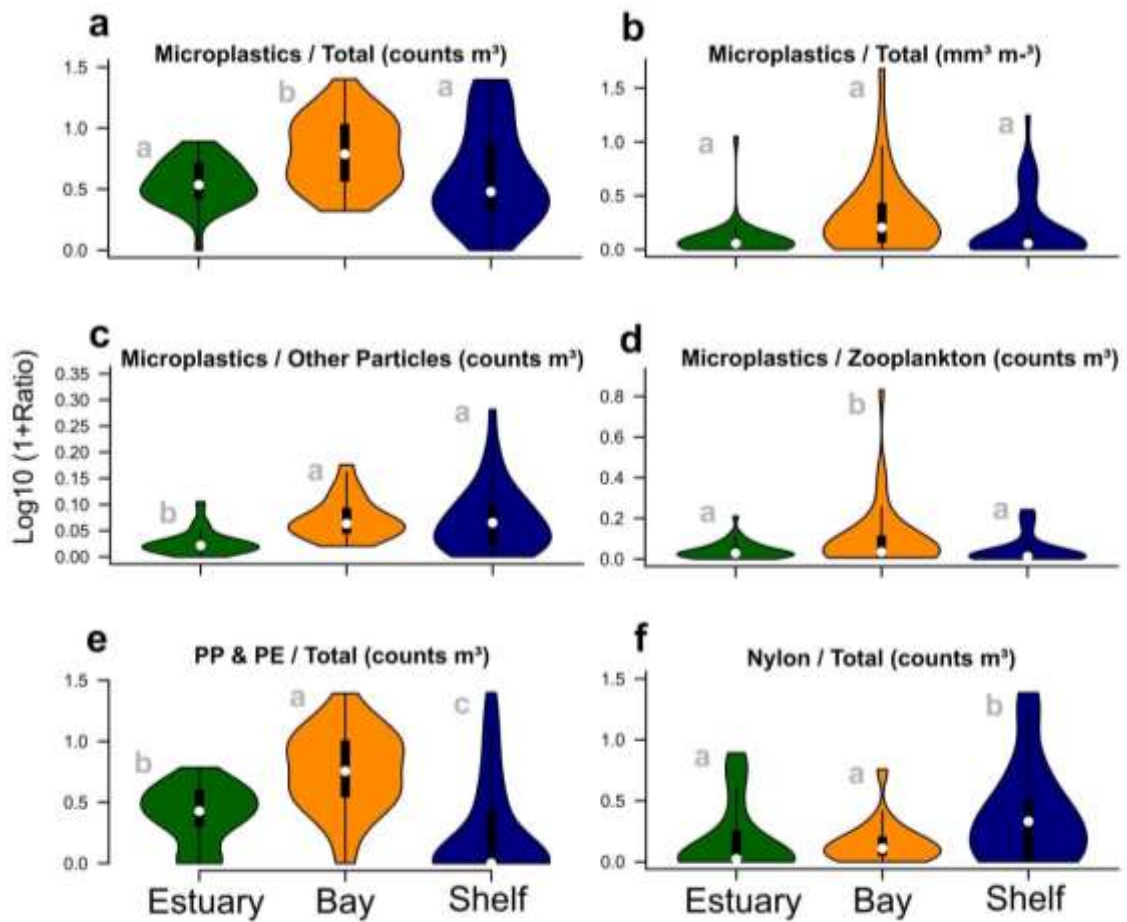 a
Microplastics / Total (counts m³)
1.5
1.0
0.5
0.0
a
b
a
b
Microplastics / Total (mm³ m-³)
1.5
1.0
0.5
0.0
a
a
a
Log10 (1+Ratio)
c
Microplastics / Other Particles (counts m³)
0.35
0.30
0.25
0.20
0.15
0.10
0.05
0.00
b
a
a
d
Microplastics / Zooplankton (counts m³)
0.8
0.6
0.4
0.2
0.0
a
b
a
e
PP & PE / Total (counts m³)
1.5
1.0
0.5
0.0
b
a
c
Estuary Bay Shelf
f
Nylon / Total (counts m³)
1.5
1.0
0.5
0.0
a
a
b
Estuary Bay Shelf